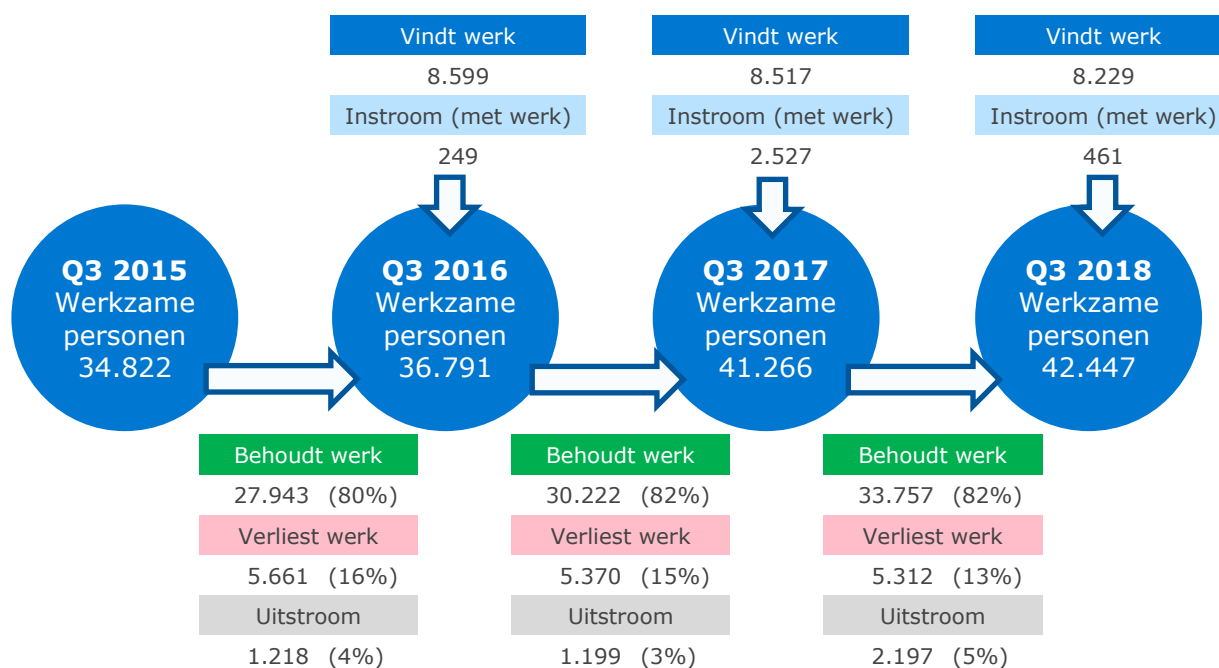 Vindt werk
8.599
Instroom (met werk)
249
Vindt werk
8.517
Instroom (met werk)
2.527
Vindt werk
8.229
Instroom (met werk)
461
Q3 2015
Werkzame
personen
34.822
Q3 2016
Werkzame
personen
36.791
Q3 2017
Werkzame
personen
41.266
Q3 2018
Werkzame
personen
42.447
Behoudt werk
27.943 (80%)
Verliest werk
5.661 (16%)
Uitstroom
1.218 (4%)
Behoudt werk
30.222 (82%)
Verliest werk
5.370 (15%)
Uitstroom
1.199 (3%)
Behoudt werk
33.757 (82%)
Verliest werk
5.312 (13%)
Uitstroom
2.197 (5%)